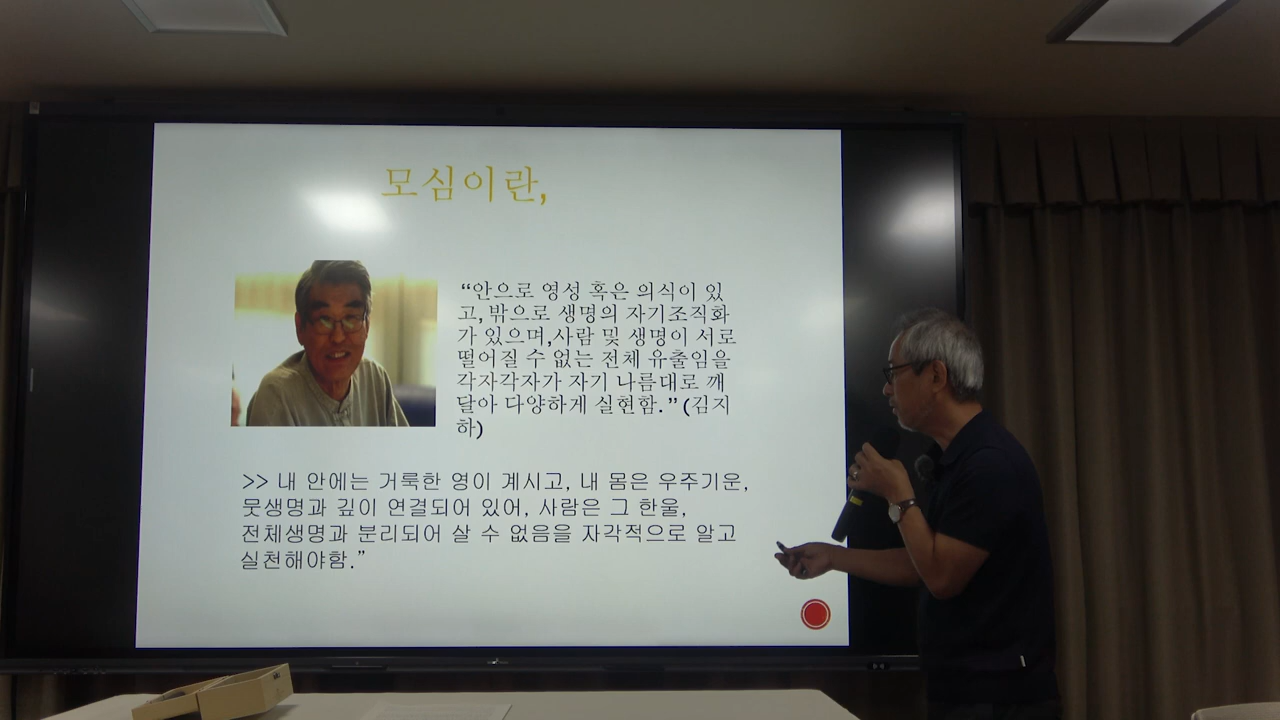 모심이란,
“안으로 영성 혹은 의식이 있
고, 밖으로 생명의 자기조직화
가 있으며,사람 및 생명이 서로
떨어질 수 없는 전체 유출임을
각자각자가 자기 나름대로 깨
달아 다양하게 실현함.”(김지
하)
>> 내 안에는 거룩한 영이 계시고, 내 몸은 우주기운,
뭇생명과 깊이 연결되어 있어, 사람은 그 한울,
전체생명과 분리되어 살 수 없음을 자각적으로 알고
실천해야함.”